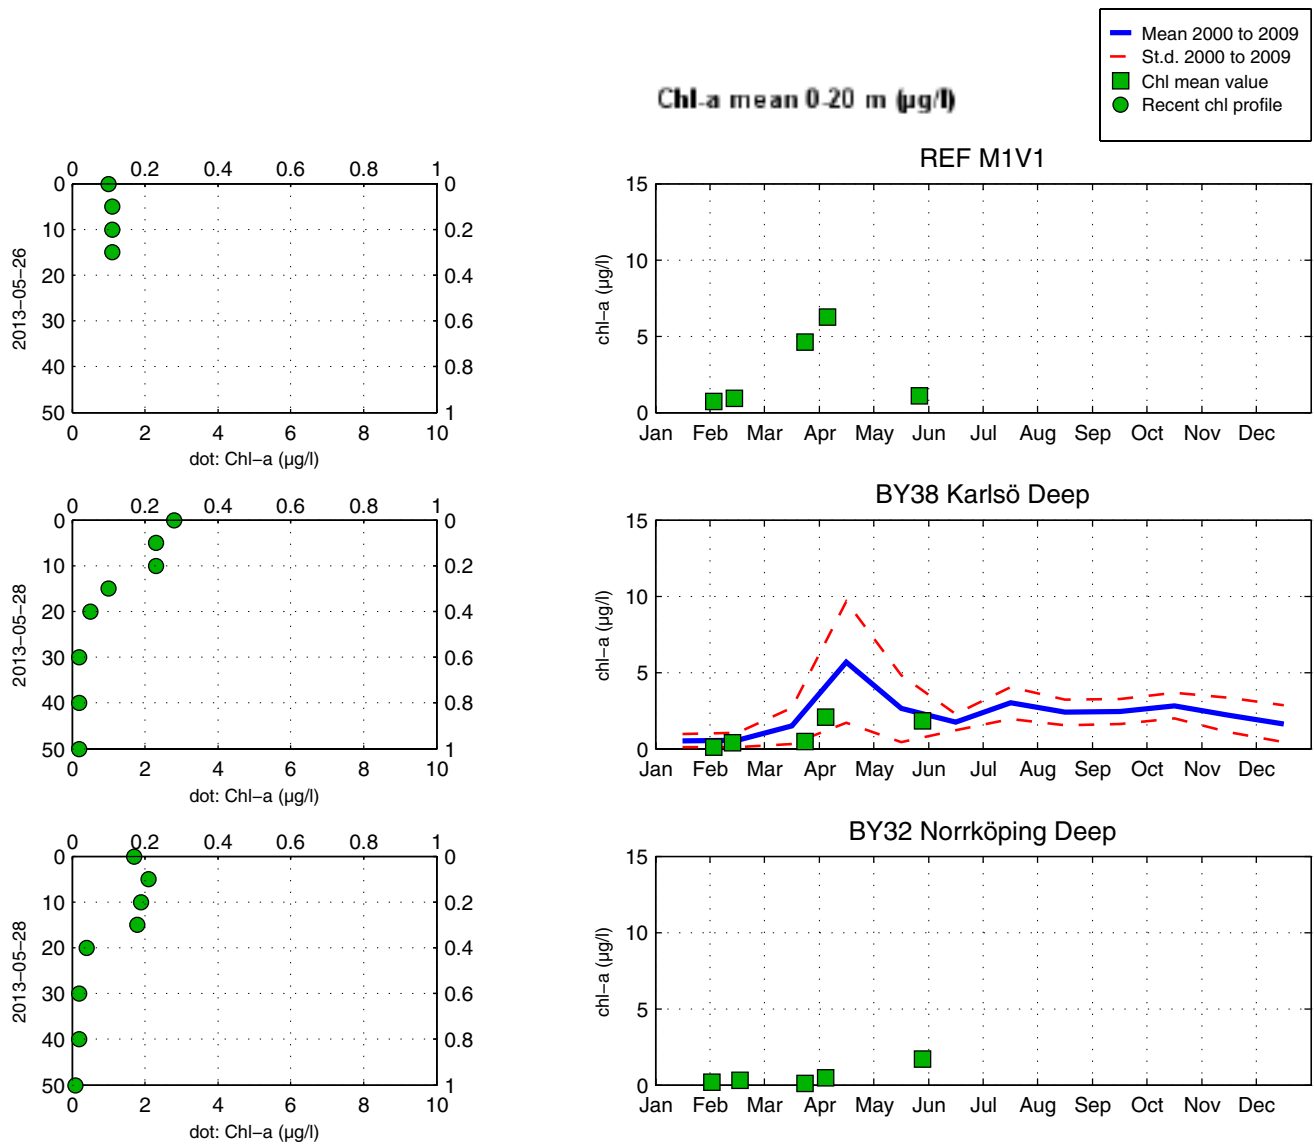 Mean 2000 to 2009
St.d. 2000 to 2009
Chl mean value
Recent chl profile
Chl-a mean 0-20 m (µg/l)
0 0.2 0.4 0.6 0.8 1
0 10 20 30 40 50
0 0.2 0.4 0.6 0.8 1
2013-05-26
0 2 4 6 8 10
dot: Chl-a (µg/l)
REF M1V1
15 10 5 0
chl-a (µg/l)
Jan Feb Mar Apr May Jun Jul Aug Sep Oct Nov Dec
0 0.2 0.4 0.6 0.8 1
0 10 20 30 40 50
0 0.2 0.4 0.6 0.8 1
2013-05-28
0 2 4 6 8 10
dot: Chl-a (µg/l)
BY38 Karlsö Deep
15 10 5 0
chl-a (µg/l)
Jan Feb Mar Apr May Jun Jul Aug Sep Oct Nov Dec
0 0.2 0.4 0.6 0.8 1
0 10 20 30 40 50
0 0.2 0.4 0.6 0.8 1
2013-05-28
0 2 4 6 8 10
dot: Chl-a (µg/l)
BY32 Norrköping Deep
15 10 5 0
chl-a (µg/l)
Jan Feb Mar Apr May Jun Jul Aug Sep Oct Nov Dec